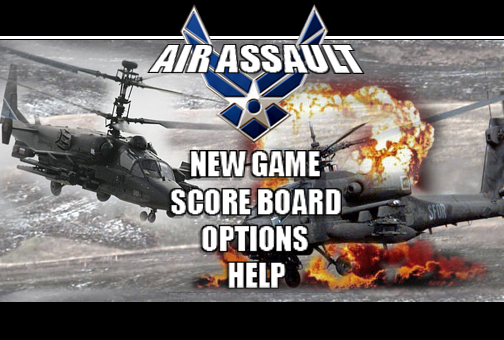 AIR ASSAULT
NEW GAME
SCORE BOARD
OPTIONS
HELP